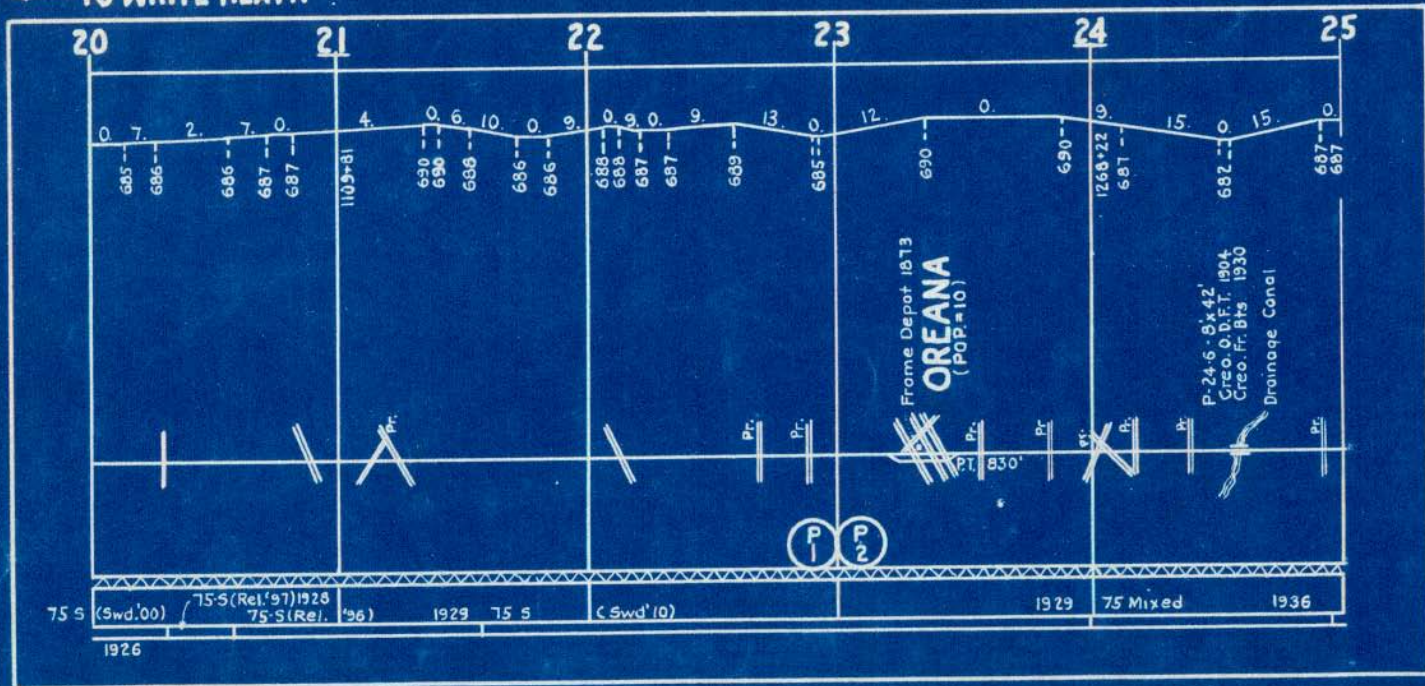 TO WHITE HEATH
20 21 22 23 24 25
0. 7. 2. 7. 0. 4. 0. 6. 10. 0. 9. 0. 9. 0. 9. 13. 0. 12. 0. 9. 15. 0. 15. 0.
685 686 686 687 687 1109+81 690 690 688 686 686 688 688 687 687 689 685 690 690 1268+22 687 682 687 687
Frame Depot 1873
OREANA
(POP.=10)
P-24-6 - 8'x42'
Creo. O.D.F.T. 1904
Creo. Fr. Bts 1930
Drainage Canal
Pr. Pr. Pr. Pr. Pr Pr. Pr. Pr. Pr.
P.T. 830'
P
1
P
2
75-S (Rel. '97) 1928
75 S (Swd.'00) 75-S (Rel. '96) 1929 75 S (Swd '10) 1929 75 Mixed 1936
1926